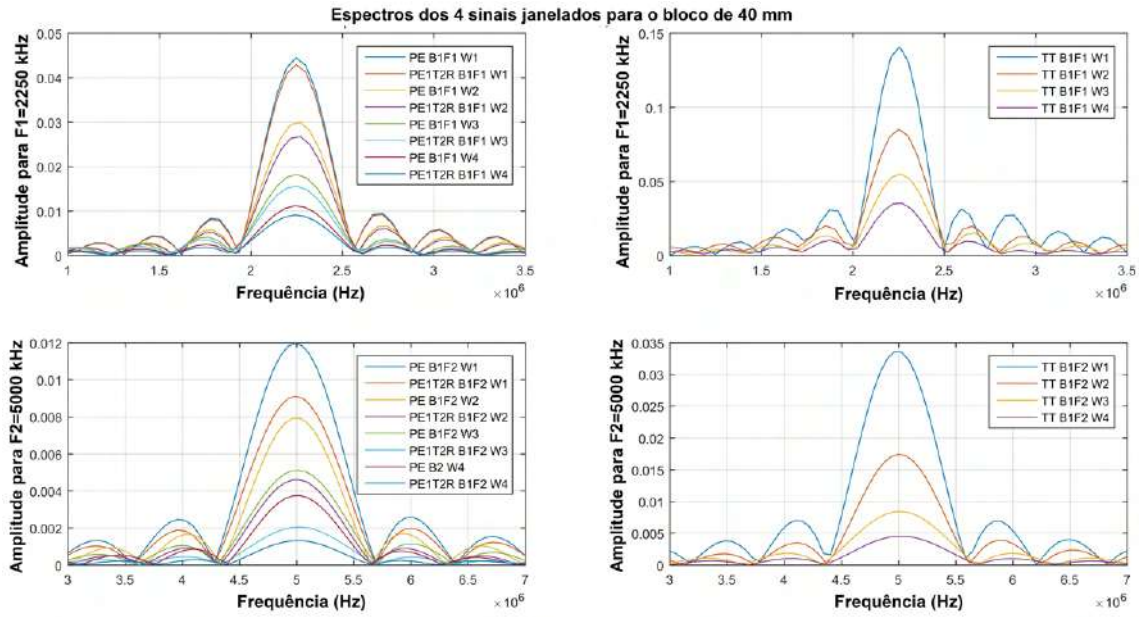 Espectros dos 4 sinais janelados para o bloco de 40 mm
Amplitude para F1=2250 kHz
0.05
0.04
0.03
0.02
0.01
0
1
1.5
2
2.5
3
3.5
Frequência (Hz)
×10⁶
PE B1F1 W1
PE1T2R B1F1 W1
PE B1F1 W2
PE1T2R B1F1 W2
PE B1F1 W3
PE1T2R B1F1 W3
PE B1F1 W4
PE1T2R B1F1 W4
Amplitude para F1=2250 kHz
0.15
0.10
0.05
0
1
1.5
2
2.5
3
3.5
Frequência (Hz)
×10⁶
TT B1F1 W1
TT B1F1 W2
TT B1F1 W3
TT B1F1 W4
Amplitude para F2=5000 kHz
0.012
0.01
0.008
0.006
0.004
0.002
0
3
3.5
4
4.5
5
5.5
6
6.5
7
Frequência (Hz)
×10⁶
PE B1F2 W1
PE1T2R B1F2 W1
PE B1F2 W2
PE1T2R B1F2 W2
PE B1F2 W3
PE1T2R B1F2 W3
PE B2 W4
PE1T2R B1F2 W4
Amplitude para F2=5000 kHz
0.035
0.03
0.025
0.02
0.015
0.01
0.005
0
3
3.5
4
4.5
5
5.5
6
6.5
7
Frequência (Hz)
×10⁶
TT B1F2 W1
TT B1F2 W2
TT B1F2 W3
TT B1F2 W4